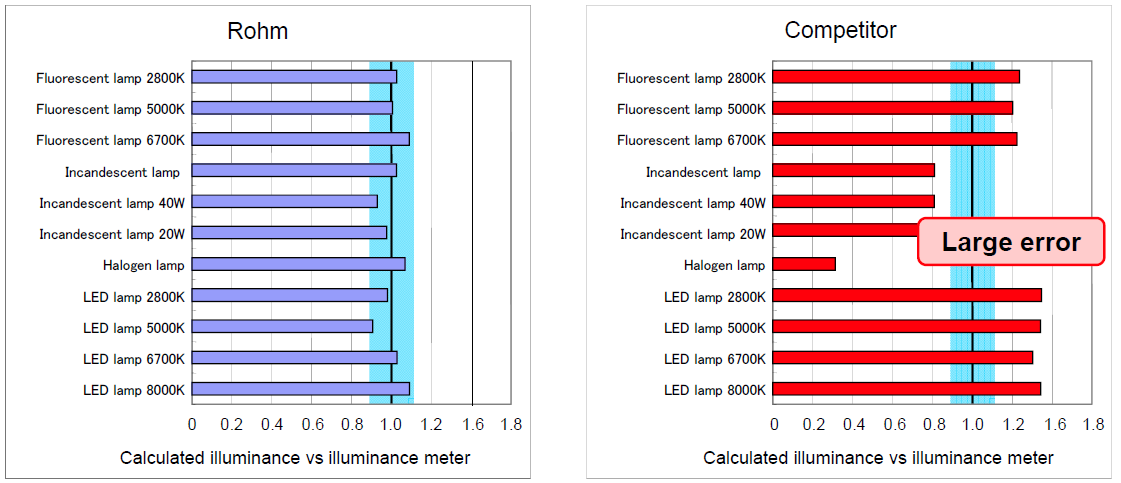 Rohm
Fluorescent lamp 2800K
Fluorescent lamp 5000K
Fluorescent lamp 6700K
Incandescent lamp
Incandescent lamp 40W
Incandescent lamp 20W
Halogen lamp
LED lamp 2800K
LED lamp 5000K
LED lamp 6700K
LED lamp 8000K
0 0.2 0.6 0.4 0.8 1.0 1.2 1.6 1.8
Calculated illuminance vs illuminance meter
Competitor
Fluorescent lamp 2800K
Fluorescent lamp 5000K
Fluorescent lamp 6700K
Incandescent lamp
Incandescent lamp 40W
Incandescent lamp 20W
Large error
Halogen lamp
LED lamp 2800K
LED lamp 5000K
LED lamp 6700K
LED lamp 8000K
0 0.2 0.6 0.4 0.8 1.0 1.2 1.6 1.8
Calculated illuminance vs illuminance meter